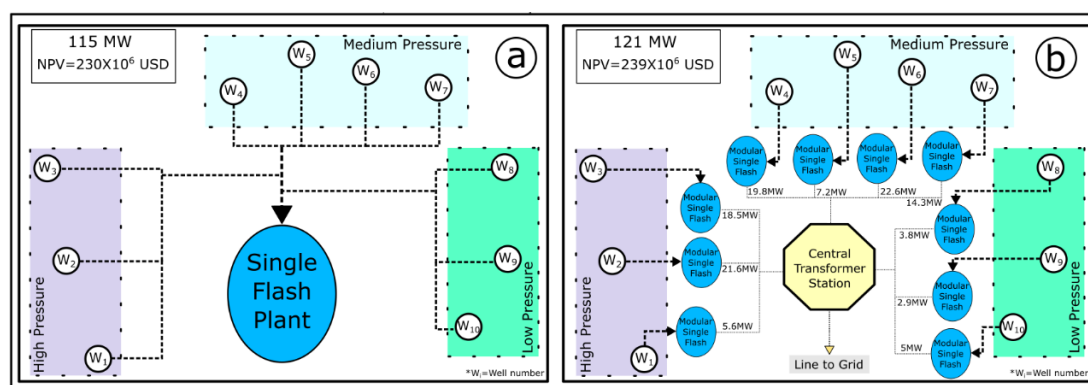 115 MW
NPV=230X10⁶ USD
Medium Pressure
a
W₅
W₆
W₄
W₇
W₃
W₈
High Pressure
W₂
Single
Flash
Plant
W₉
Low Pressure
W₁₀
W₁
*Wᵢ=Well number
121 MW
NPV=239X10⁶ USD
Medium Pressure
b
W₅
W₆
W₄
W₇
Modular
Single
Flash
19.8MW
Modular
Single
Flash
7.2MW
Modular
Single
Flash
22.6MW
Modular
Single
Flash
14.3MW
W₃
Modular
Single
Flash
18.5MW
High Pressure
W₂
Modular
Single
Flash
21.6MW
W₁
Modular
Single
Flash
5.6MW
Central
Transformer
Station
Line to Grid
W₈
Modular
Single
Flash
3.8MW
W₉
Modular
Single
Flash
2.9MW
Low Pressure
W₁₀
Modular
Single
Flash
5MW
*Wᵢ=Well number